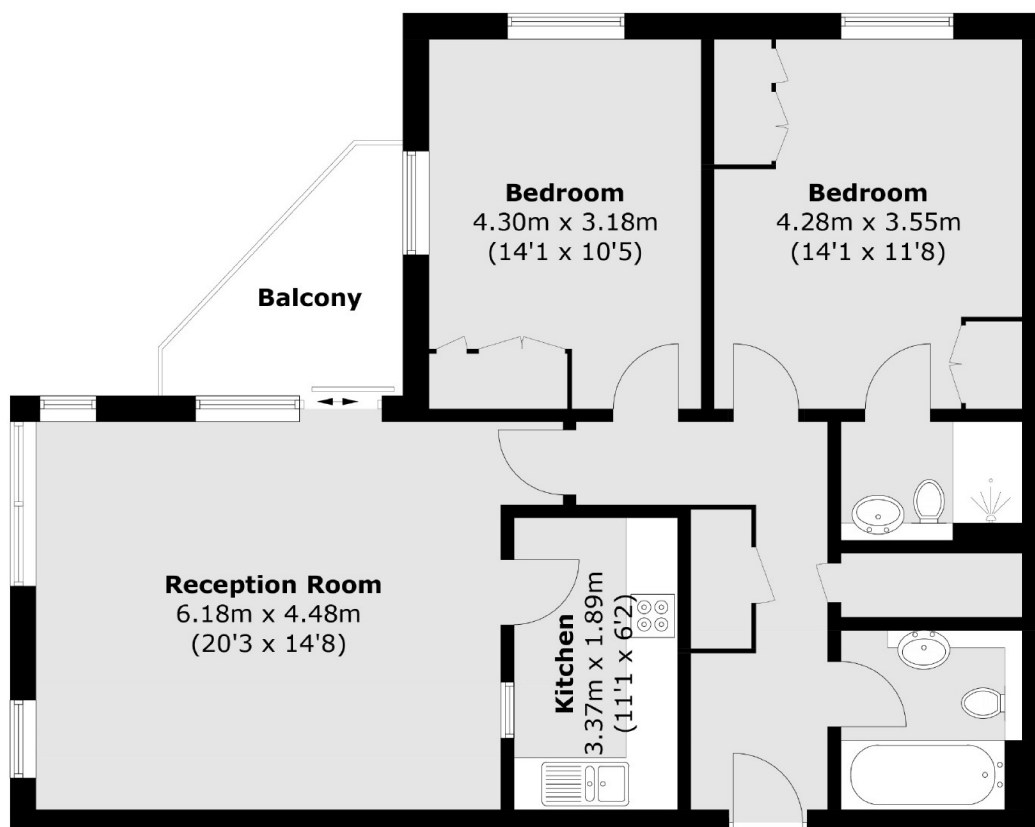 Bedroom
4.30m x 3.18m
(14'1 x 10'5)
Bedroom
4.28m x 3.55m
(14'1 x 11'8)
Balcony
Reception Room
6.18m x 4.48m
(20'3 x 14'8)
Kitchen
3.37m x 1.89m
(11'1 x 6'2)